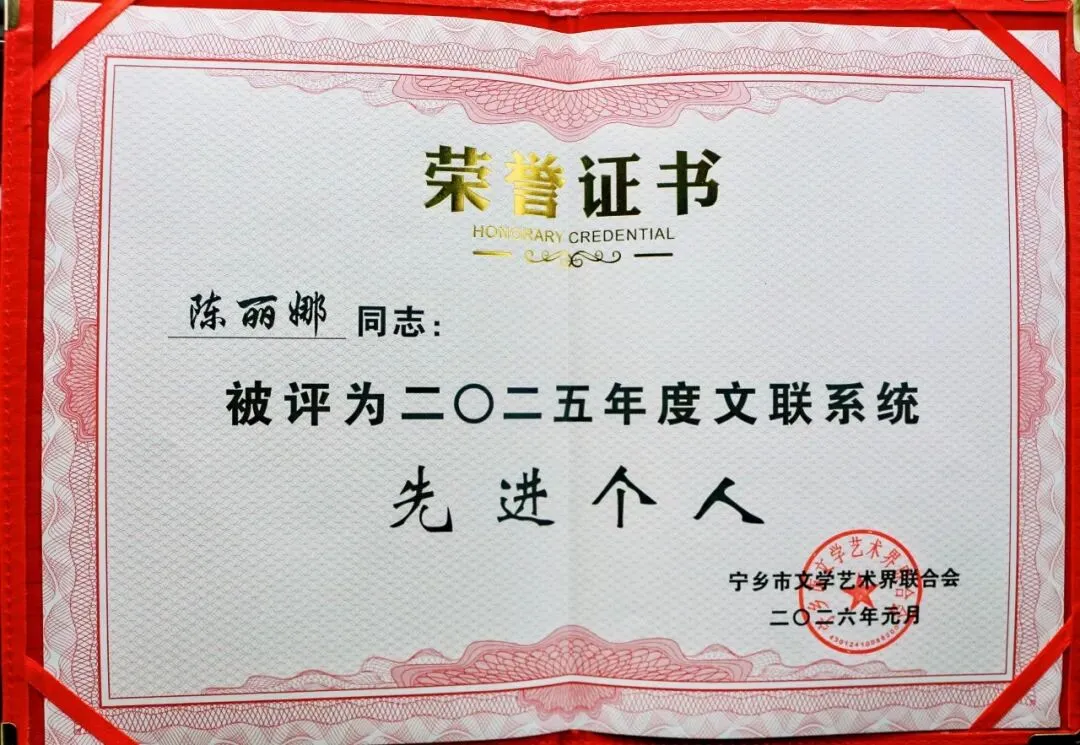 荣誉证书
HONORARY CREDENTIAL
陈丽娜 同志:
被评为二〇二五年度文联系统
先进个人
宁乡市文学艺术界联合会
二〇二六年元月